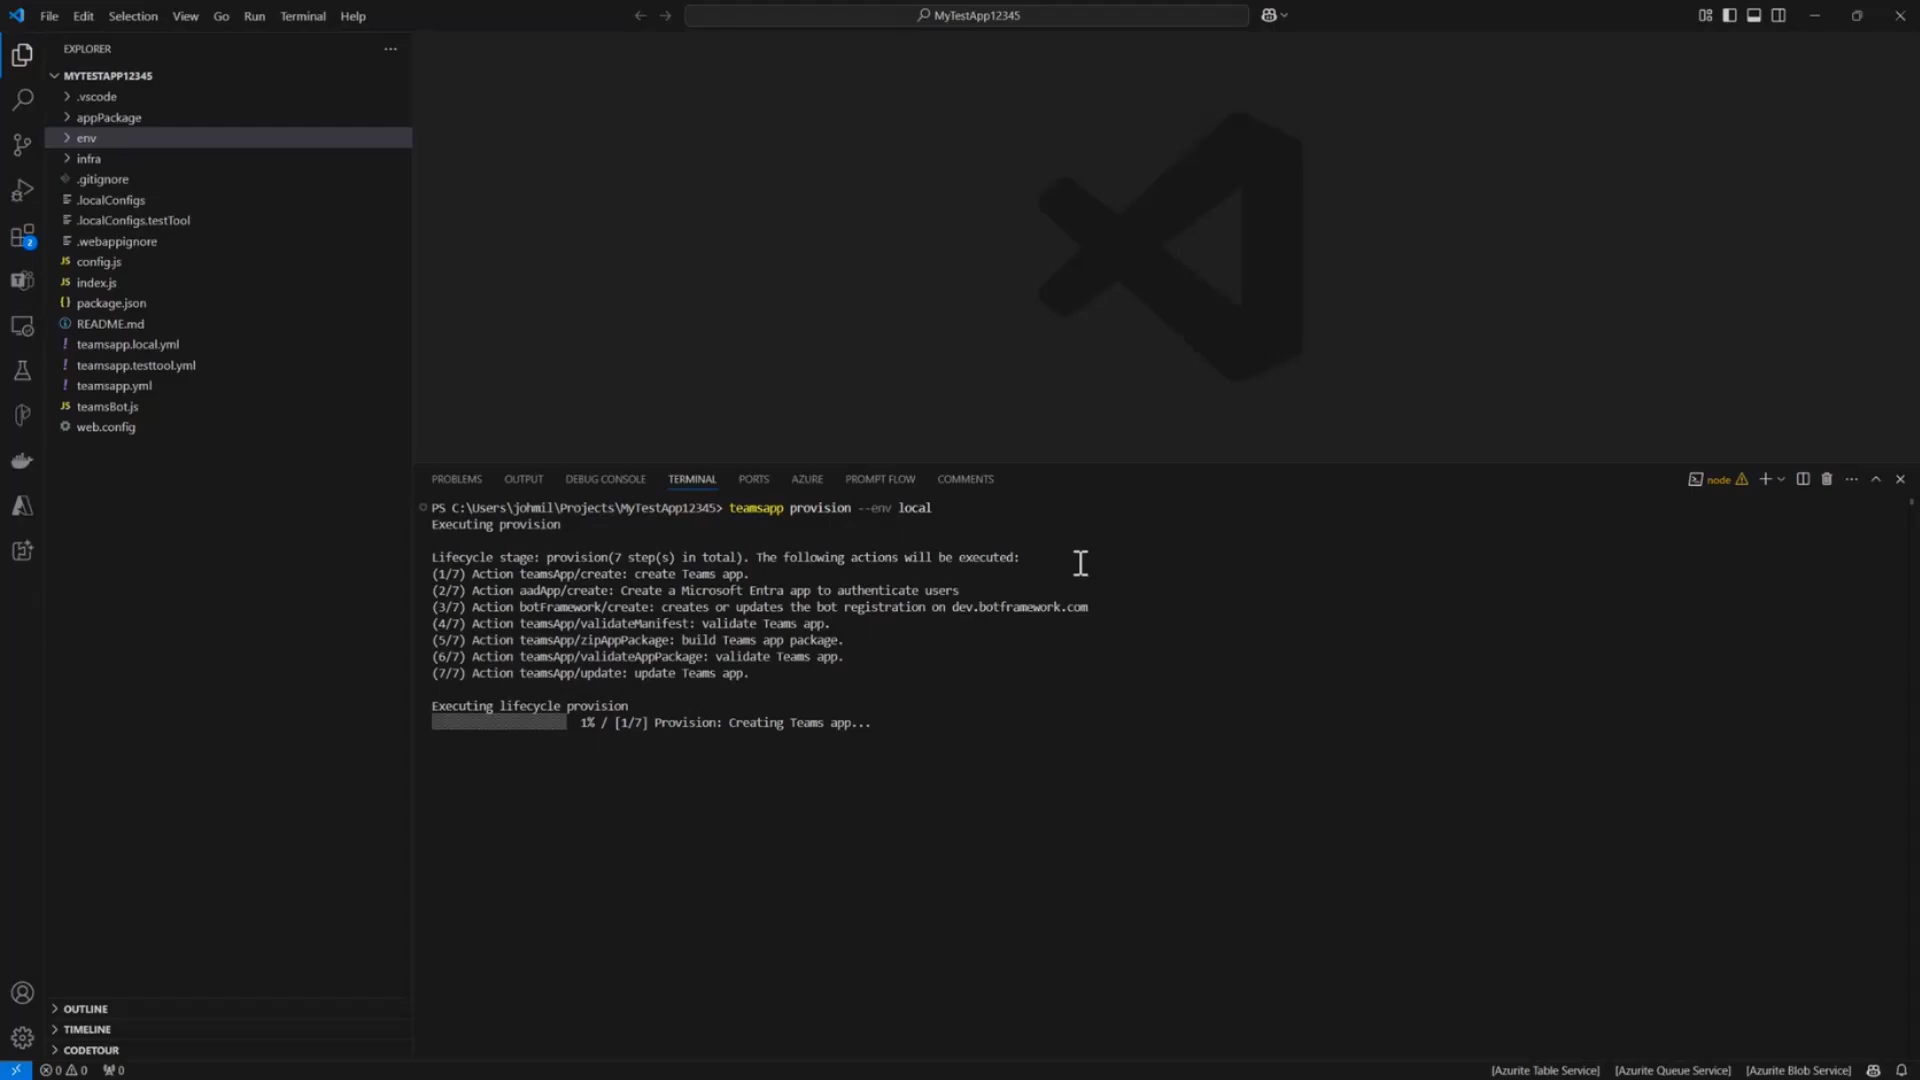 File Edit Selection View Go Run Terminal Help
MyTestApp12345
EXPLORER
MYTESTAPP12345
.vscode
appPackage
env
infra
.gitignore
.localConfigs
.localConfigs.testTool
.webappignore
JS config.js
JS index.js
{} package.json
README.md
! teamsapp.local.yml
! teamsapp.testtool.yml
! teamsapp.yml
JS teamsBot.js
web.config
2
OUTLINE
TIMELINE
CODETOUR
PROBLEMS OUTPUT DEBUG CONSOLE TERMINAL PORTS AZURE PROMPT FLOW COMMENTS
node
PS C:\Users\johmil\Projects\MyTestApp12345> teamsapp provision --env local
Executing provision
Lifecycle stage: provision(7 step(s) in total). The following actions will be executed:
(1/7) Action teamsApp/create: create Teams app.
(2/7) Action aadApp/create: Create a Microsoft Entra app to authenticate users
(3/7) Action botFramework/create: creates or updates the bot registration on dev.botframework.com
(4/7) Action teamsApp/validateManifest: validate Teams app.
(5/7) Action teamsApp/zipAppPackage: build Teams app package.
(6/7) Action teamsApp/validateAppPackage: validate Teams app.
(7/7) Action teamsApp/update: update Teams app.
Executing lifecycle provision
1% / [1/7] Provision: Creating Teams app...
0 0 0
[Azurite Table Service] [Azurite Queue Service] [Azurite Blob Service]